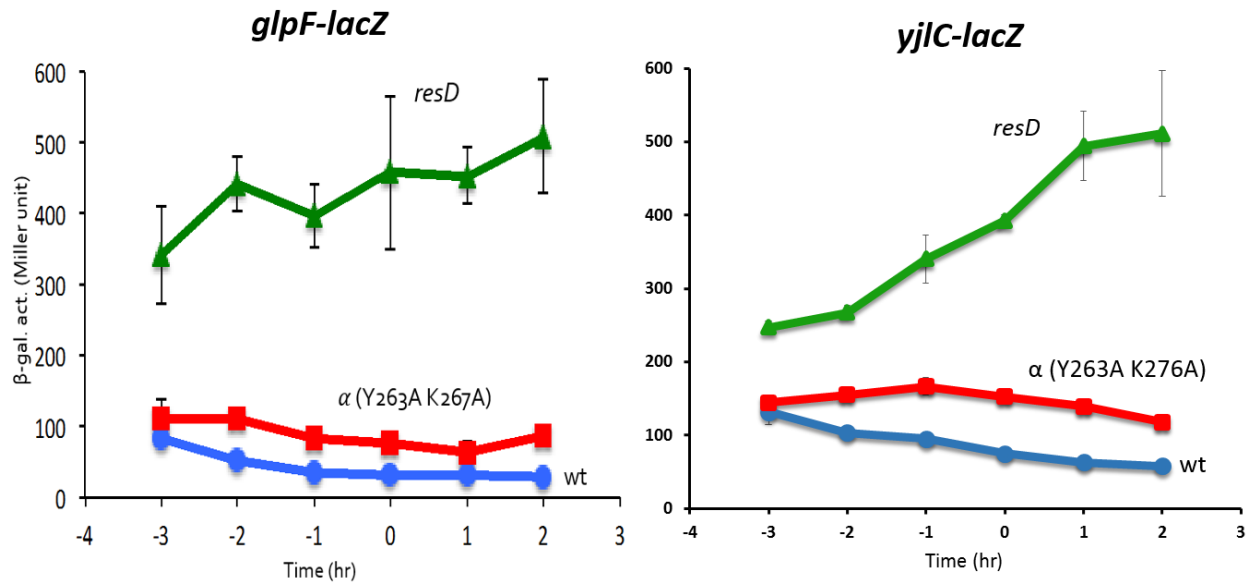 glpF-lacZ
β-gal. act. (Miller unit)
600
500
400
300
200
100
0
resD
α (Y263A K267A)
wt
-4 -3 -2 -1 0 1 2 3
Time (hr)
yjlC-lacZ
600
500
400
300
200
100
0
resD
α (Y263A K276A)
wt
-4 -3 -2 -1 0 1 2 3
Time (hr)